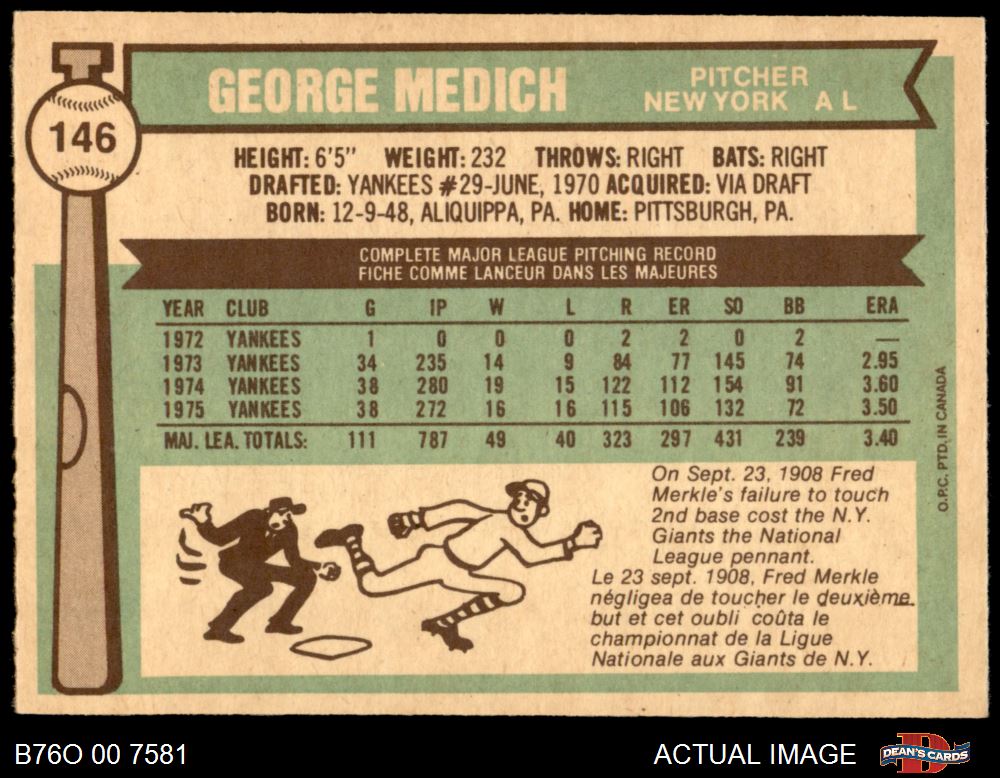 146
GEORGE MEDICH
PITCHER
NEW YORK A L
HEIGHT: 6'5" WEIGHT: 232 THROWS: RIGHT BATS: RIGHT
DRAFTED: YANKEES #29-JUNE, 1970 ACQUIRED: VIA DRAFT
BORN: 12-9-48, ALIQUIPPA, PA. HOME: PITTSBURGH, PA.
COMPLETE MAJOR LEAGUE PITCHING RECORD
FICHE COMME LANCEUR DANS LES MAJEURES
YEAR CLUB G IP W L R ER SO BB ERA
1972 YANKEES 1 0 0 0 2 2 0 2 —
1973 YANKEES 34 235 14 9 84 77 145 74 2.95
1974 YANKEES 38 280 19 15 122 112 154 91 3.60
1975 YANKEES 38 272 16 16 115 106 132 72 3.50
MAJ. LEA. TOTALS: 111 787 49 40 323 297 431 239 3.40
On Sept. 23, 1908 Fred
Merkle's failure to touch
2nd base cost the N.Y.
Giants the National
League pennant.
Le 23 sept. 1908, Fred Merkle
négligea de toucher le deuxième
but et cet oubli coûta le
championnat de la Ligue
Nationale aux Giants de N.Y.
O.P.C. PTD. IN CANADA
B76O 00 7581
ACTUAL IMAGE
DEAN'S CARDS